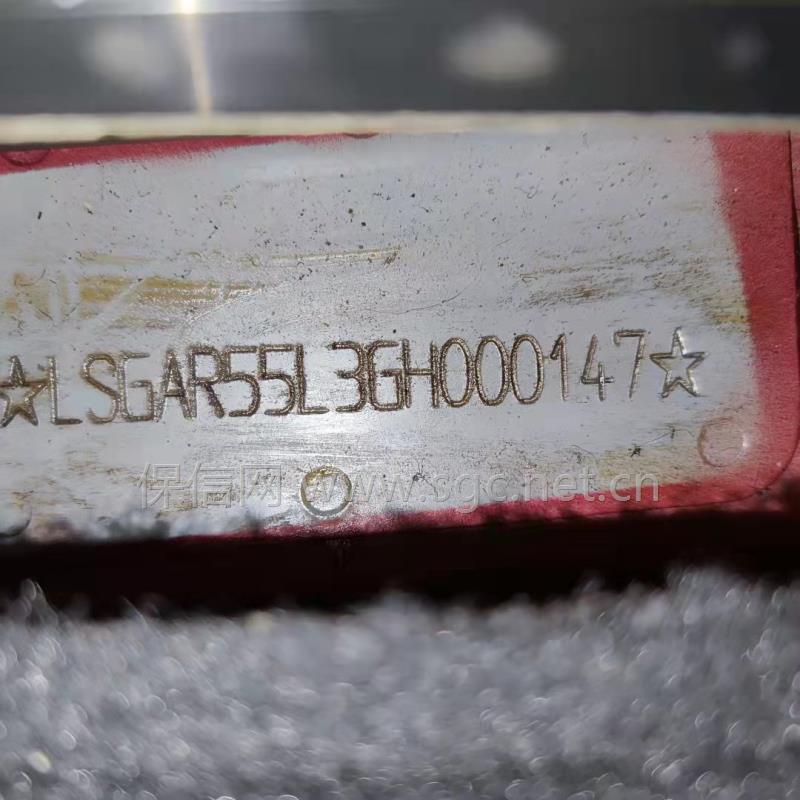 ☆LSGAR55L3GH000147☆
保信网 www.sgc.net.cn